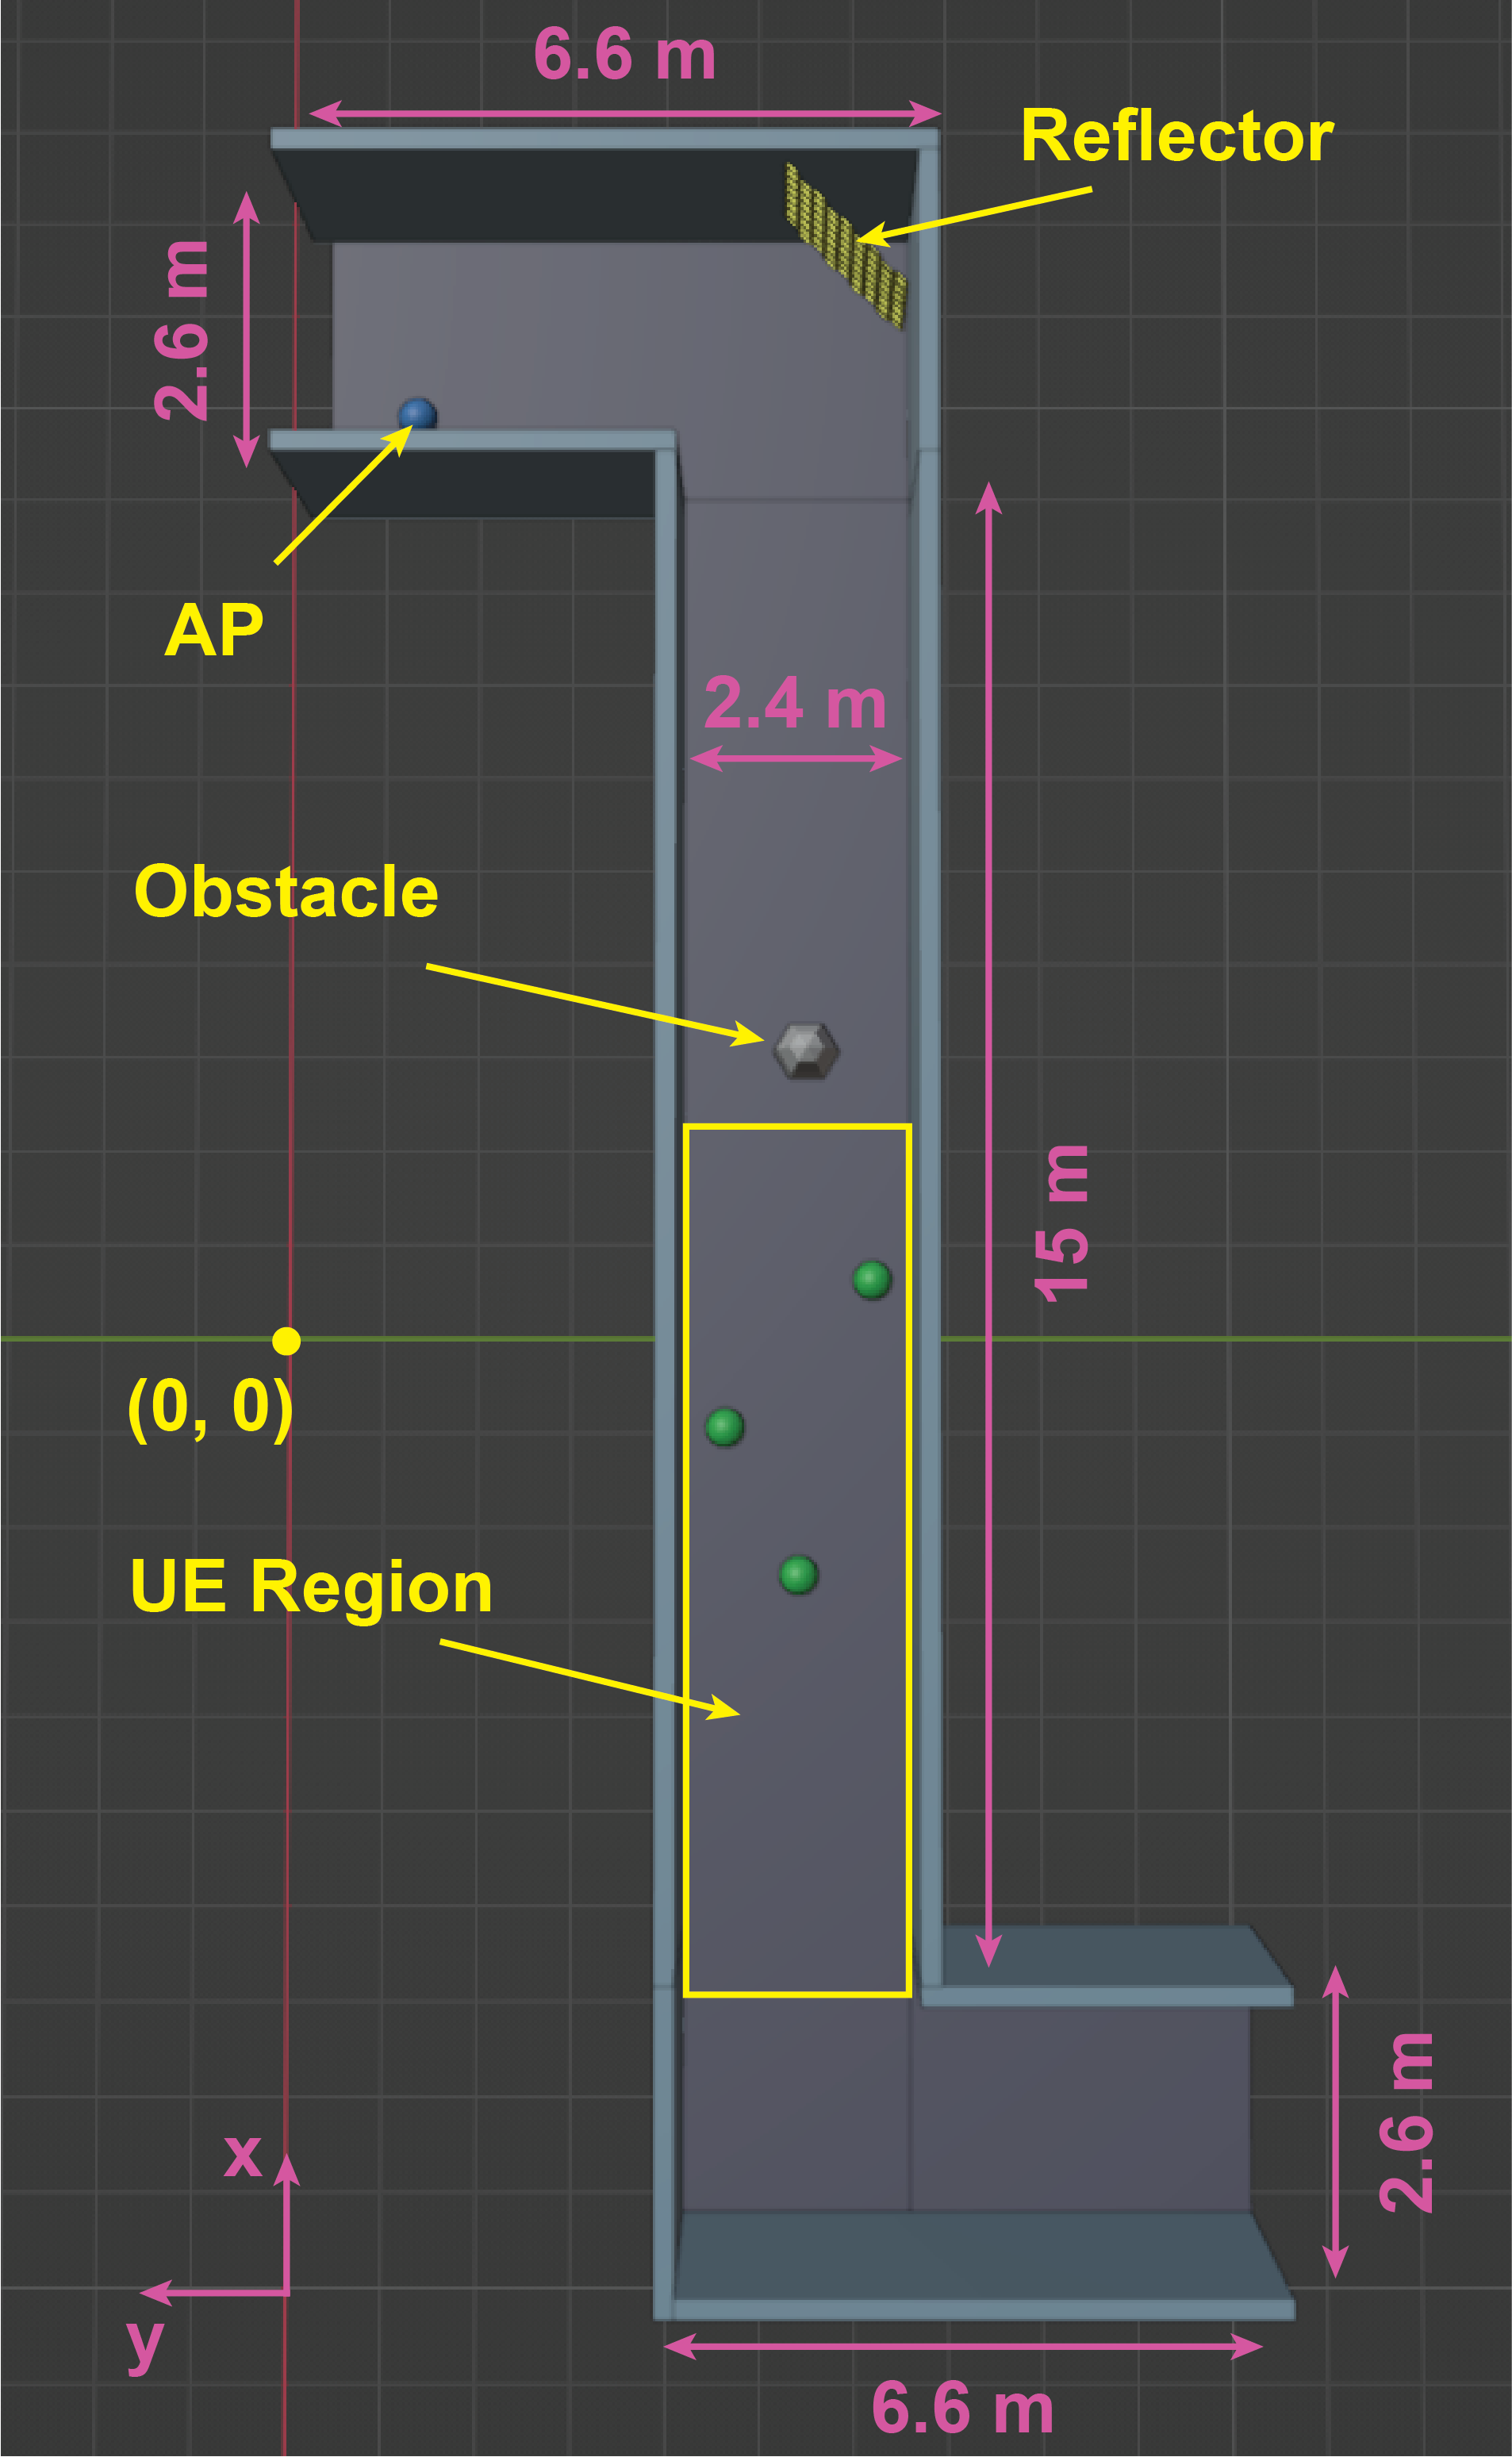 6.6 m
Reflector
2.6 m
AP
2.4 m
Obstacle
15 m
(0, 0)
UE Region
x
2.6 m
y
6.6 m